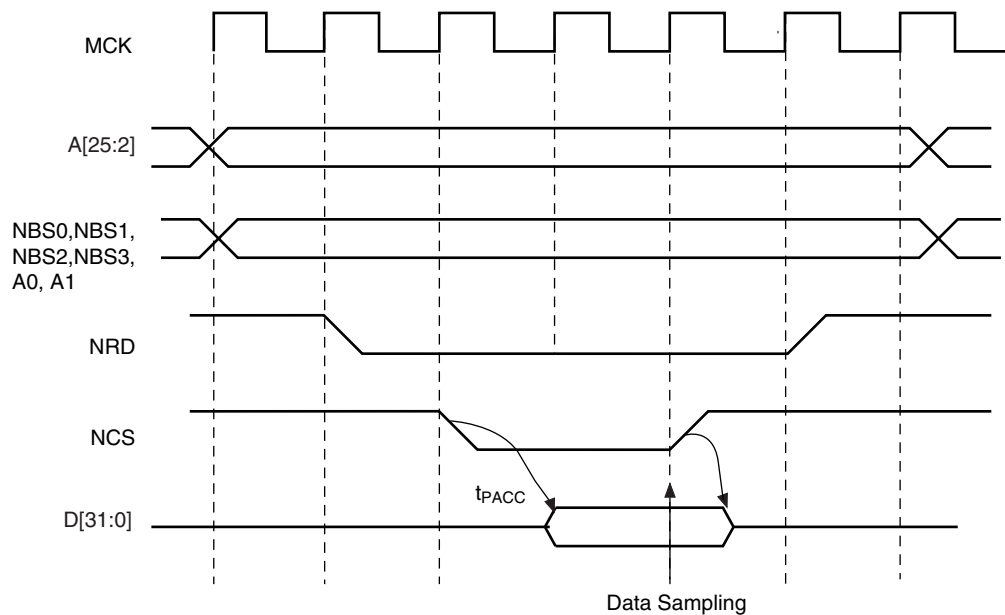 MCK
A[25:2]
NBS0,NBS1,
NBS2,NBS3,
A0, A1
NRD
NCS
tPACC
D[31:0]
Data Sampling